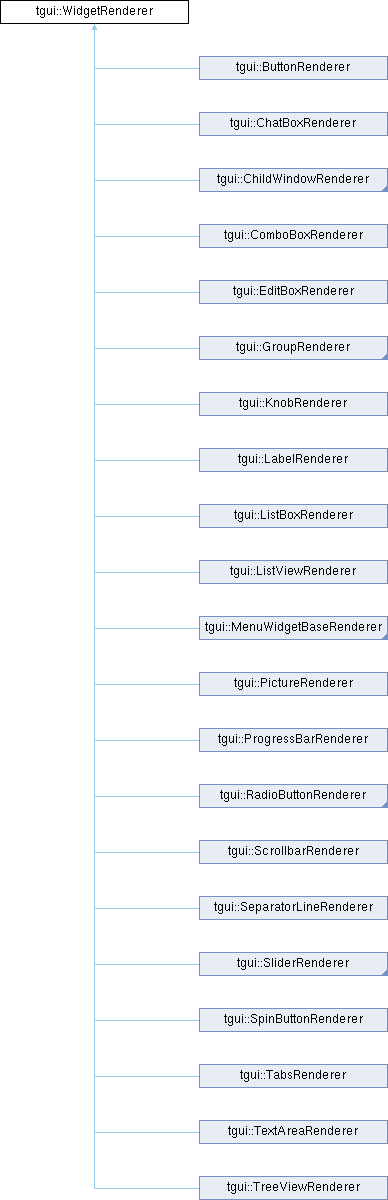 tgui::WidgetRenderer
tgui::ButtonRenderer
tgui::ChatBoxRenderer
tgui::ChildWindowRenderer
tgui::ComboBoxRenderer
tgui::EditBoxRenderer
tgui::GroupRenderer
tgui::KnobRenderer
tgui::LabelRenderer
tgui::ListBoxRenderer
tgui::ListViewRenderer
tgui::MenuWidgetBaseRenderer
tgui::PictureRenderer
tgui::ProgressBarRenderer
tgui::RadioButtonRenderer
tgui::ScrollbarRenderer
tgui::SeparatorLineRenderer
tgui::SliderRenderer
tgui::SpinButtonRenderer
tgui::TabsRenderer
tgui::TextAreaRenderer
tgui::TreeViewRenderer